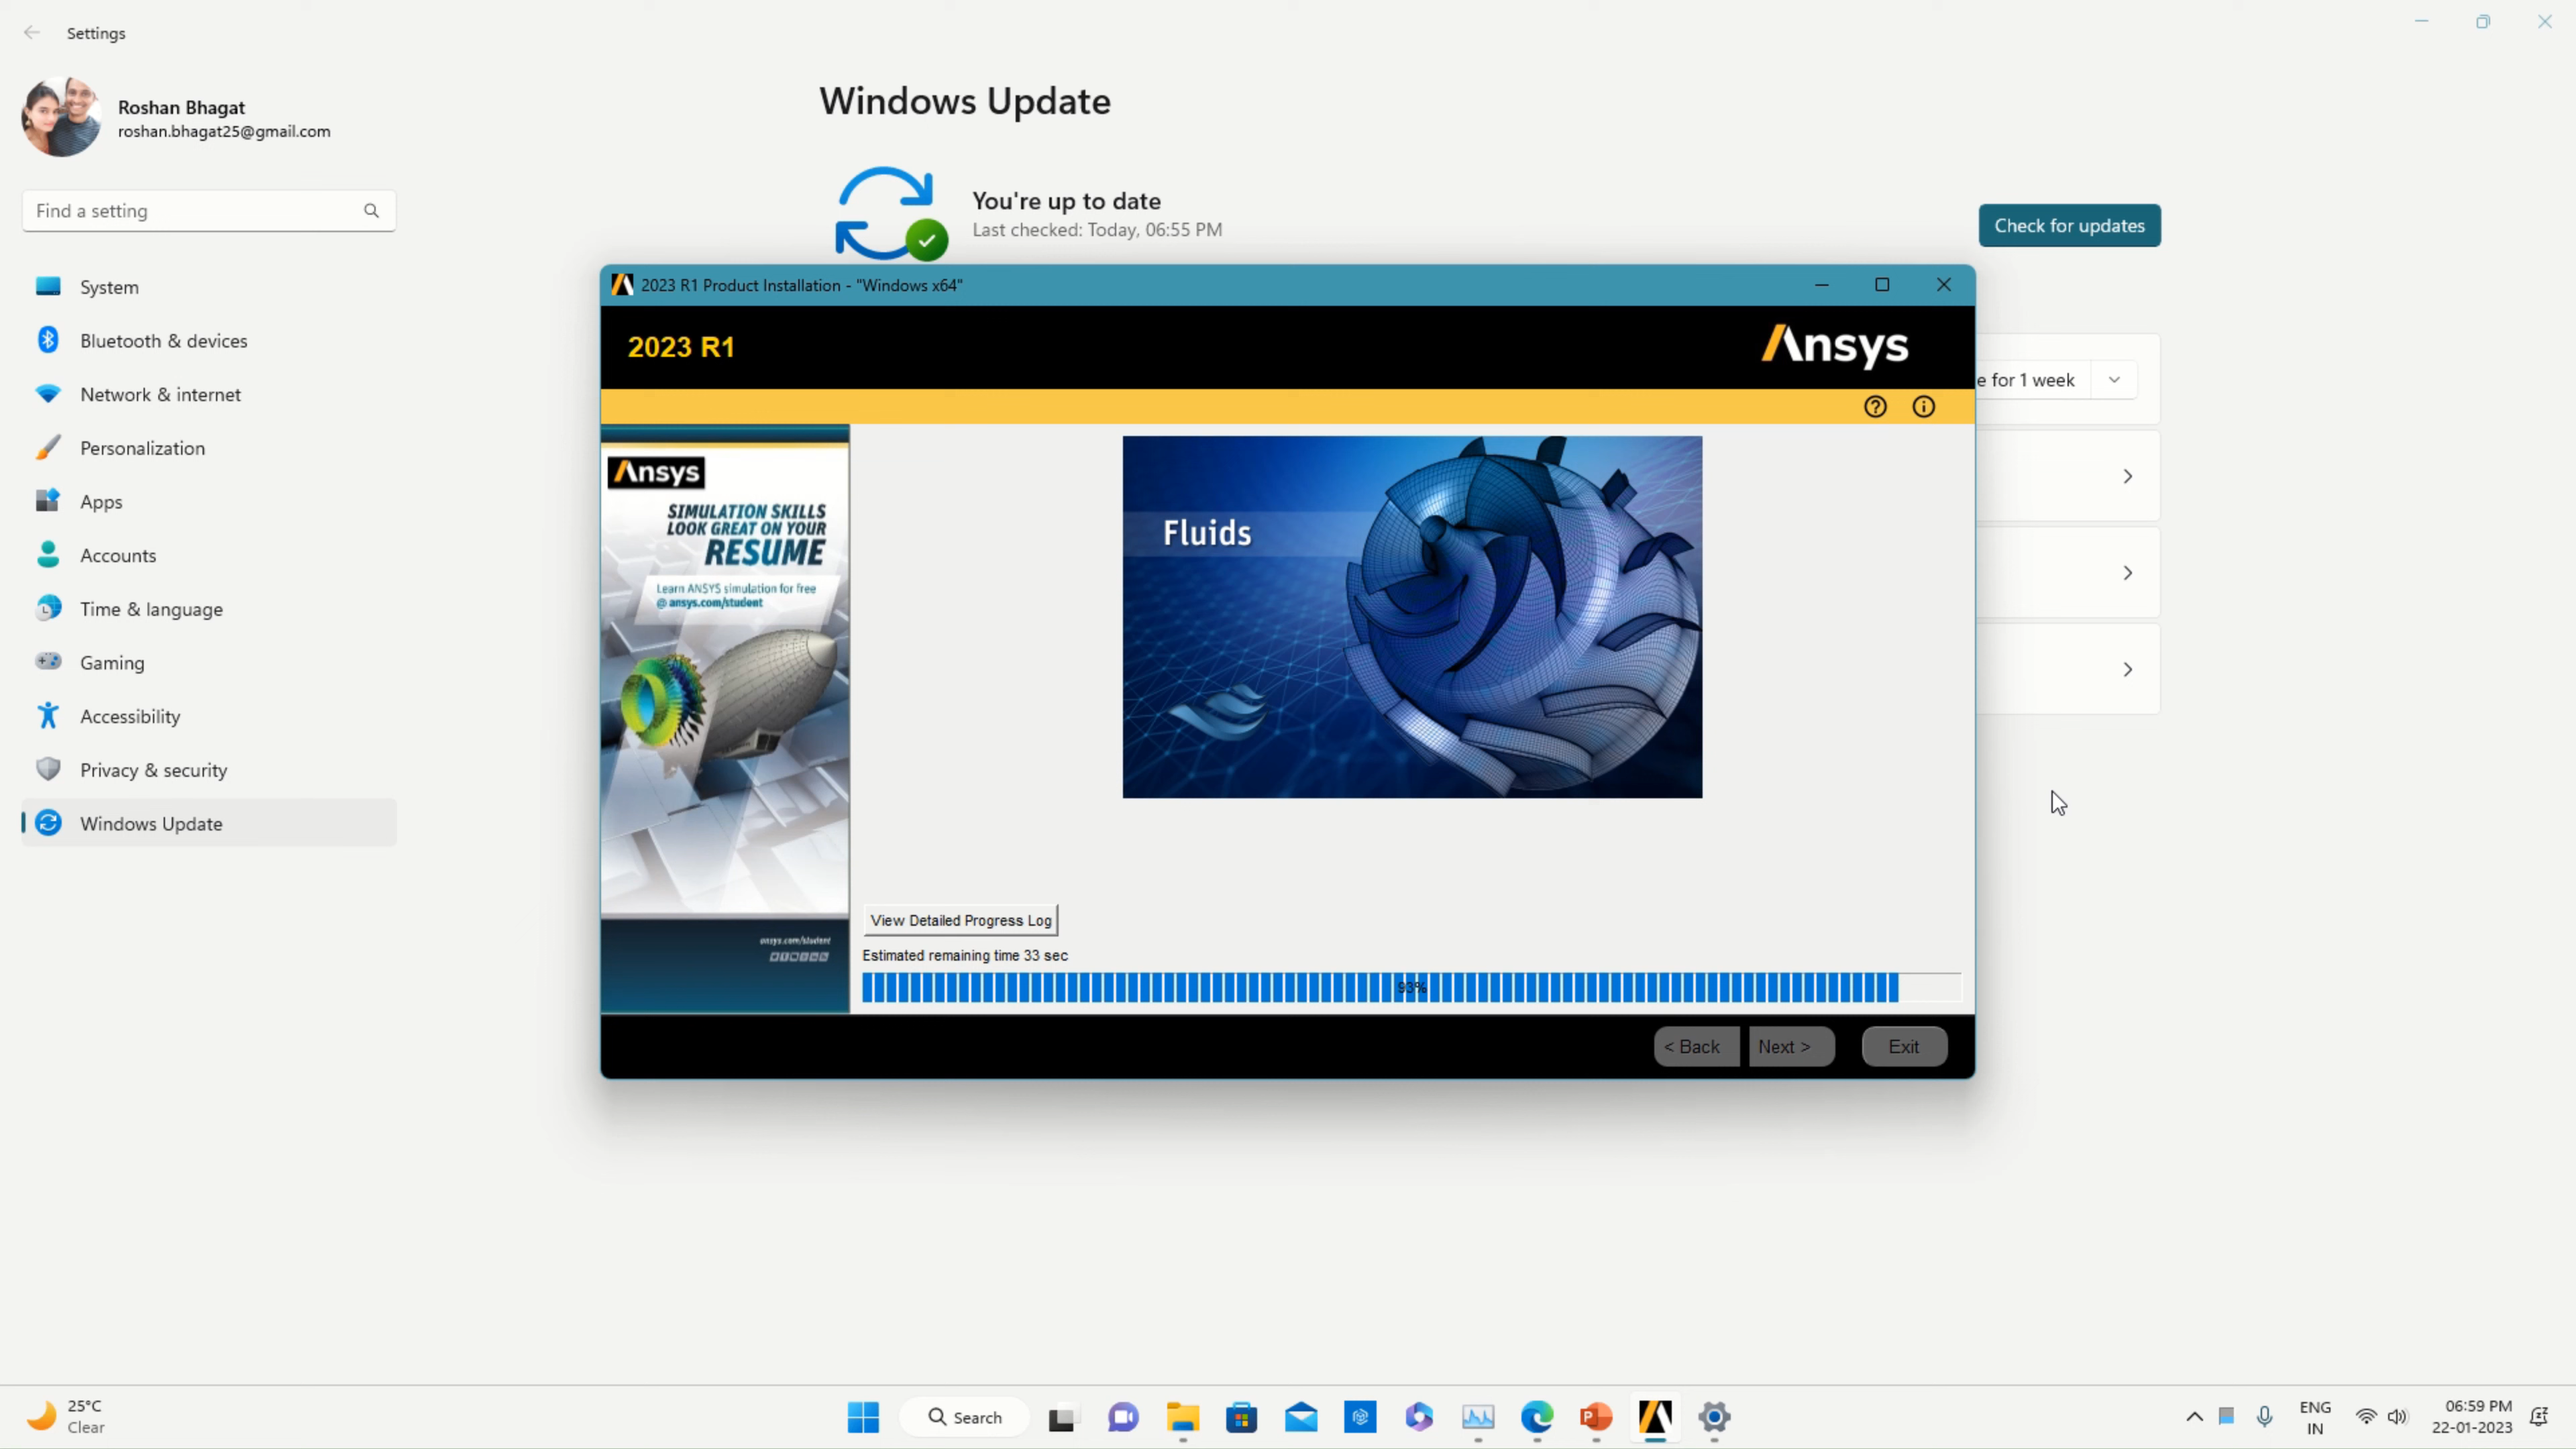 Settings
Roshan Bhagat
roshan.bhagat25@gmail.com
Find a setting
System
Bluetooth & devices
Network & internet
Personalization
Apps
Accounts
Time & language
Gaming
Accessibility
Privacy & security
Windows Update
Windows Update
You're up to date
Last checked: Today, 06:55 PM
Check for updates
e for 1 week
2023 R1 Product Installation - "Windows x64"
2023 R1
Ansys
Ansys
SIMULATION SKILLS
LOOK GREAT ON YOUR
RESUME
Learn ANSYS simulation for free
@ ansys.com/student
ansys.com/student
Fluids
View Detailed Progress Log
Estimated remaining time 33 sec
93%
< Back
Next >
Exit
25°C
Clear
Search
ENG
IN
06:59 PM
22-01-2023